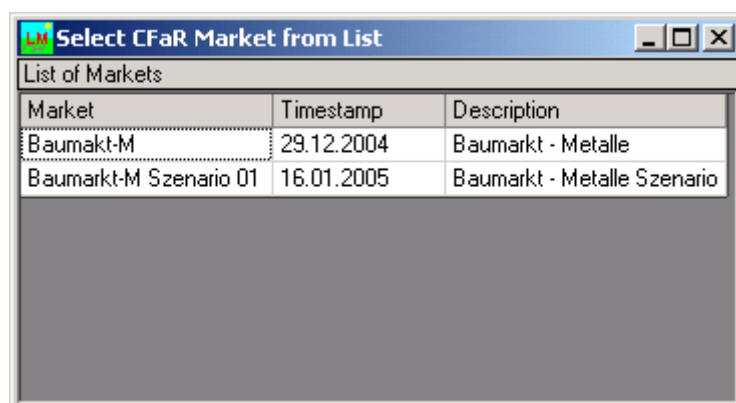 LM Select CFaR Market from List
List of Markets
Market Timestamp Description
Baumakt-M 29.12.2004 Baumarkt - Metalle
Baumarkt-M Szenario 01 16.01.2005 Baumarkt - Metalle Szenario